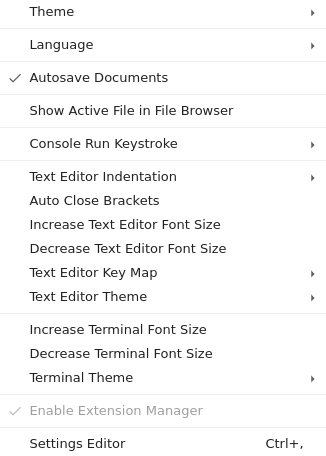 Theme
Language
Autosave Documents
Show Active File in File Browser
Console Run Keystroke
Text Editor Indentation
Auto Close Brackets
Increase Text Editor Font Size
Decrease Text Editor Font Size
Text Editor Key Map
Text Editor Theme
Increase Terminal Font Size
Decrease Terminal Font Size
Terminal Theme
Enable Extension Manager
Settings Editor Ctrl+,